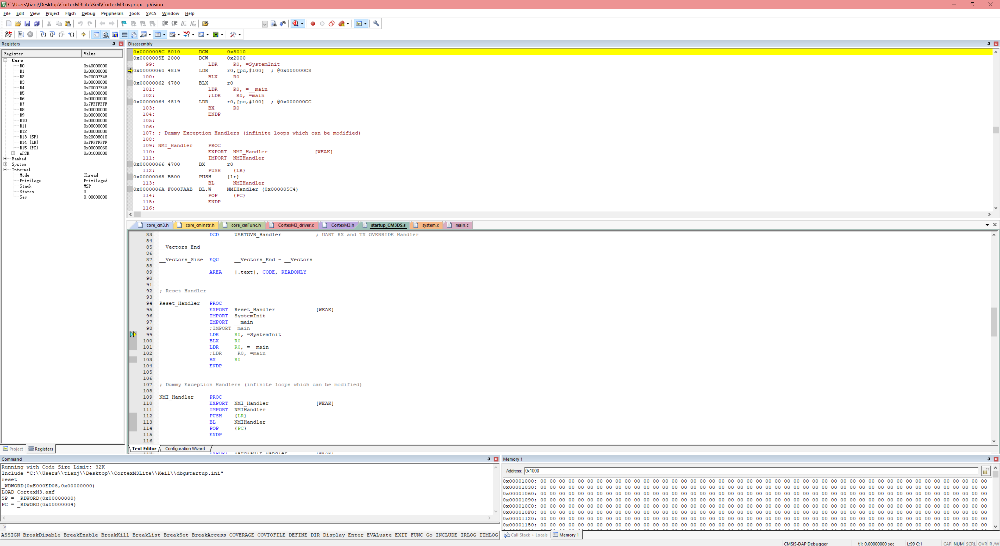 C:\Users\tianj\Desktop\CortexM3Lite\Keil\CortexM3.uvprojx - µVision
File Edit View Project Flash Debug Peripherals Tools SVCS Window Help
Registers
Register Value
Core
R0 0x40000000
R1 0x00000000
R2 0x20007E48
R3 0x00000000
R4 0x20007E48
R5 0x40000000
R6 0x00000000
R7 0x7FFFFFFF
R8 0x00000000
R9 0x00000000
R10 0x00000000
R11 0x00000000
R12 0x00000000
R13 (SP) 0x20008010
R14 (LR) 0xFFFFFFFF
R15 (PC) 0x00000060
xPSR 0x01000000
Banked
System
Internal
Mode Thread
Privilege Privileged
Stack MSP
States 0
Sec 0.00000000
Project Registers
Disassembly
0x0000005C 8010 DCW 0x8010
0x0000005E 2000 DCW 0x2000
99: LDR R0, =SystemInit
0x00000060 4819 LDR r0,[pc,#100] ; @0x000000C8
100: BLX R0
0x00000062 4780 BLX r0
101: LDR R0, =__main
102: ;LDR R0, =main
0x00000064 4819 LDR r0,[pc,#100] ; @0x000000CC
103: BX R0
104: ENDP
105:
106:
107: ; Dummy Exception Handlers (infinite loops which can be modified)
108:
109: NMI_Handler PROC
110: EXPORT NMI_Handler [WEAK]
111: IMPORT NMIHandler
0x00000066 4700 BX r0
112: PUSH {LR}
0x00000068 B500 PUSH {lr}
113: BL NMIHandler
0x0000006A F000FAAB BL.W NMIHandler (0x000005C4)
114: POP {PC}
115: ENDP
116:
core_cm3.h core_cmInstr.h core_cmFunc.h CortexM3_driver.c CortexM3.h startup_CM3DS.s system.c main.c
83 DCD UARTOVR_Handler ; UART RX and TX OVERRIDE Handler
84
85 __Vectors_End
86
87 __Vectors_Size EQU __Vectors_End - __Vectors
88
89 AREA |.text|, CODE, READONLY
90
91
92 ; Reset Handler
93
94 Reset_Handler PROC
95 EXPORT Reset_Handler [WEAK]
96 IMPORT SystemInit
97 IMPORT __main
98 ;IMPORT main
99 LDR R0, =SystemInit
100 BLX R0
101 LDR R0, =__main
102 ;LDR R0, =main
103 BX R0
104 ENDP
105
106
107 ; Dummy Exception Handlers (infinite loops which can be modified)
108
109 NMI_Handler PROC
110 EXPORT NMI_Handler [WEAK]
111 IMPORT NMIHandler
112 PUSH {LR}
113 BL NMIHandler
114 POP {PC}
115 ENDP
116
Text Editor Configuration Wizard
Command
Running with Code Size Limit: 32K
Include "C:\\Users\\tianj\\Desktop\\CortexM3Lite\\Keil\\dbgstartup.ini"
reset
_WDWORD(0xE000ED08,0x00000000)
LOAD CortexM3.axf
SP = _RDWORD(0x00000000)
PC = _RDWORD(0x00000004)
>
ASSIGN BreakDisable BreakEnable BreakKill BreakList BreakSet BreakAccess COVERAGE COVTOFILE DEFINE DIR Display Enter EVALuate EXIT FUNC Go INCLUDE IRLOG ITMLOG
Memory 1
Address: 0x1000
0x00001000: 00 00 00 00 00 00 00 00 00 00 00 00 00 00 00 00 00 00 00 00 00 00 00 00 00 00 00 00 00 00 00 00 00 00 00 00 00 00 00 00 00 00 00 00 00 00 00 00
0x00001030: 00 00 00 00 00 00 00 00 00 00 00 00 00 00 00 00 00 00 00 00 00 00 00 00 00 00 00 00 00 00 00 00 00 00 00 00 00 00 00 00 00 00 00 00 00 00 00 00
0x00001060: 00 00 00 00 00 00 00 00 00 00 00 00 00 00 00 00 00 00 00 00 00 00 00 00 00 00 00 00 00 00 00 00 00 00 00 00 00 00 00 00 00 00 00 00 00 00 00 00
0x00001090: 00 00 00 00 00 00 00 00 00 00 00 00 00 00 00 00 00 00 00 00 00 00 00 00 00 00 00 00 00 00 00 00 00 00 00 00 00 00 00 00 00 00 00 00 00 00 00 00
0x000010C0: 00 00 00 00 00 00 00 00 00 00 00 00 00 00 00 00 00 00 00 00 00 00 00 00 00 00 00 00 00 00 00 00 00 00 00 00 00 00 00 00 00 00 00 00 00 00 00 00
0x000010F0: 00 00 00 00 00 00 00 00 00 00 00 00 00 00 00 00 00 00 00 00 00 00 00 00 00 00 00 00 00 00 00 00 00 00 00 00 00 00 00 00 00 00 00 00 00 00 00 00
0x00001120: 00 00 00 00 00 00 00 00 00 00 00 00 00 00 00 00 00 00 00 00 00 00 00 00 00 00 00 00 00 00 00 00 00 00 00 00 00 00 00 00 00 00 00 00 00 00 00 00
0x00001150: 00 00 00 00 00 00 00 00 00 00 00 00 00 00 00 00 00 00 00 00 00 00 00 00 00 00 00 00 00 00 00 00 00 00 00 00 00 00 00 00 00 00 00 00 00 00 00 00
Call Stack + Locals Memory 1
CMSIS-DAP Debugger t1: 0.00000000 sec L:99 C:1 CAP NUM SCRL OVR R/W